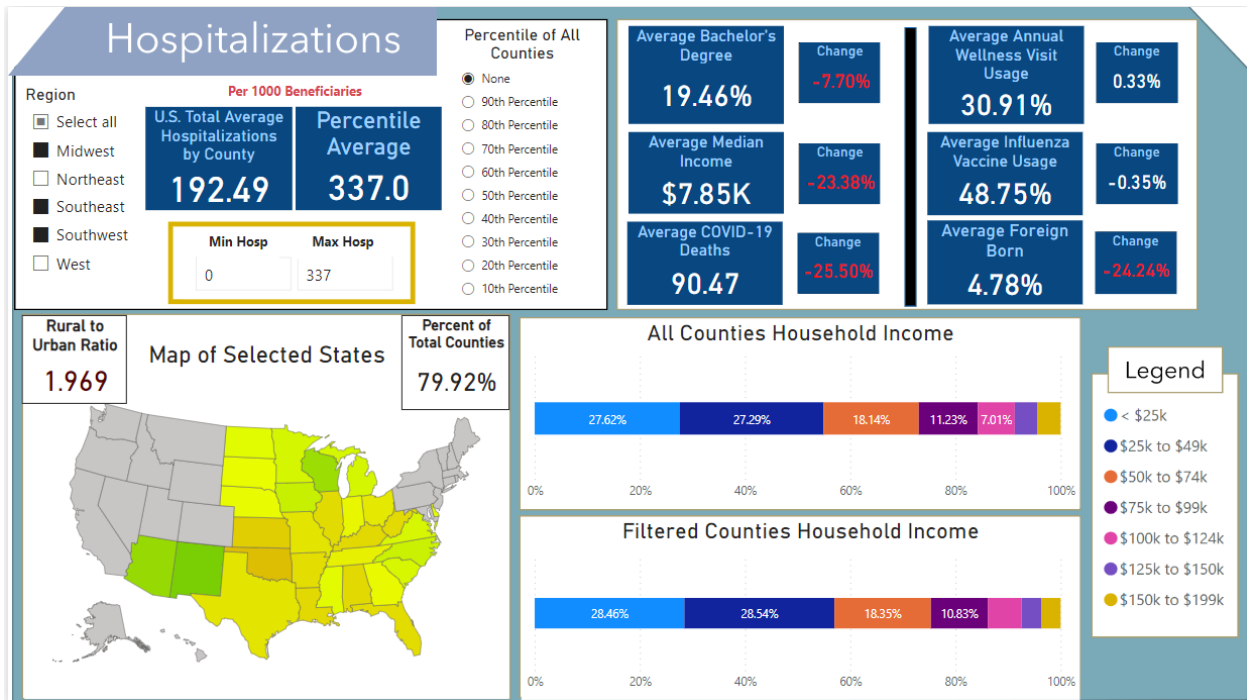 Hospitalizations
Region
Select all
Midwest
Northeast
Southeast
Southwest
West
Per 1000 Beneficiaries
U.S. Total Average
Hospitalizations
by County
192.49
Percentile
Average
337.0
Min Hosp
Max Hosp
0
337
Percentile of All
Counties
None
90th Percentile
80th Percentile
70th Percentile
60th Percentile
50th Percentile
40th Percentile
30th Percentile
20th Percentile
10th Percentile
Average Bachelor's
Degree
19.46%
Change
-7.70%
Average Annual
Wellness Visit
Usage
30.91%
Change
0.33%
Average Median
Income
$7.85K
Change
-23.38%
Average Influenza
Vaccine Usage
48.75%
Change
-0.35%
Average COVID-19
Deaths
90.47
Change
-25.50%
Average Foreign
Born
4.78%
Change
-24.24%
Rural to
Urban Ratio
1.969
Map of Selected States
Percent of
Total Counties
79.92%
All Counties Household Income
27.62%
27.29%
18.14%
11.23%
7.01%
0%
20%
40%
60%
80%
100%
Filtered Counties Household Income
28.46%
28.54%
18.35%
10.83%
0%
20%
40%
60%
80%
100%
Legend
< $25k
$25k to $49k
$50k to $74k
$75k to $99k
$100k to $124k
$125k to $150k
$150k to $199k